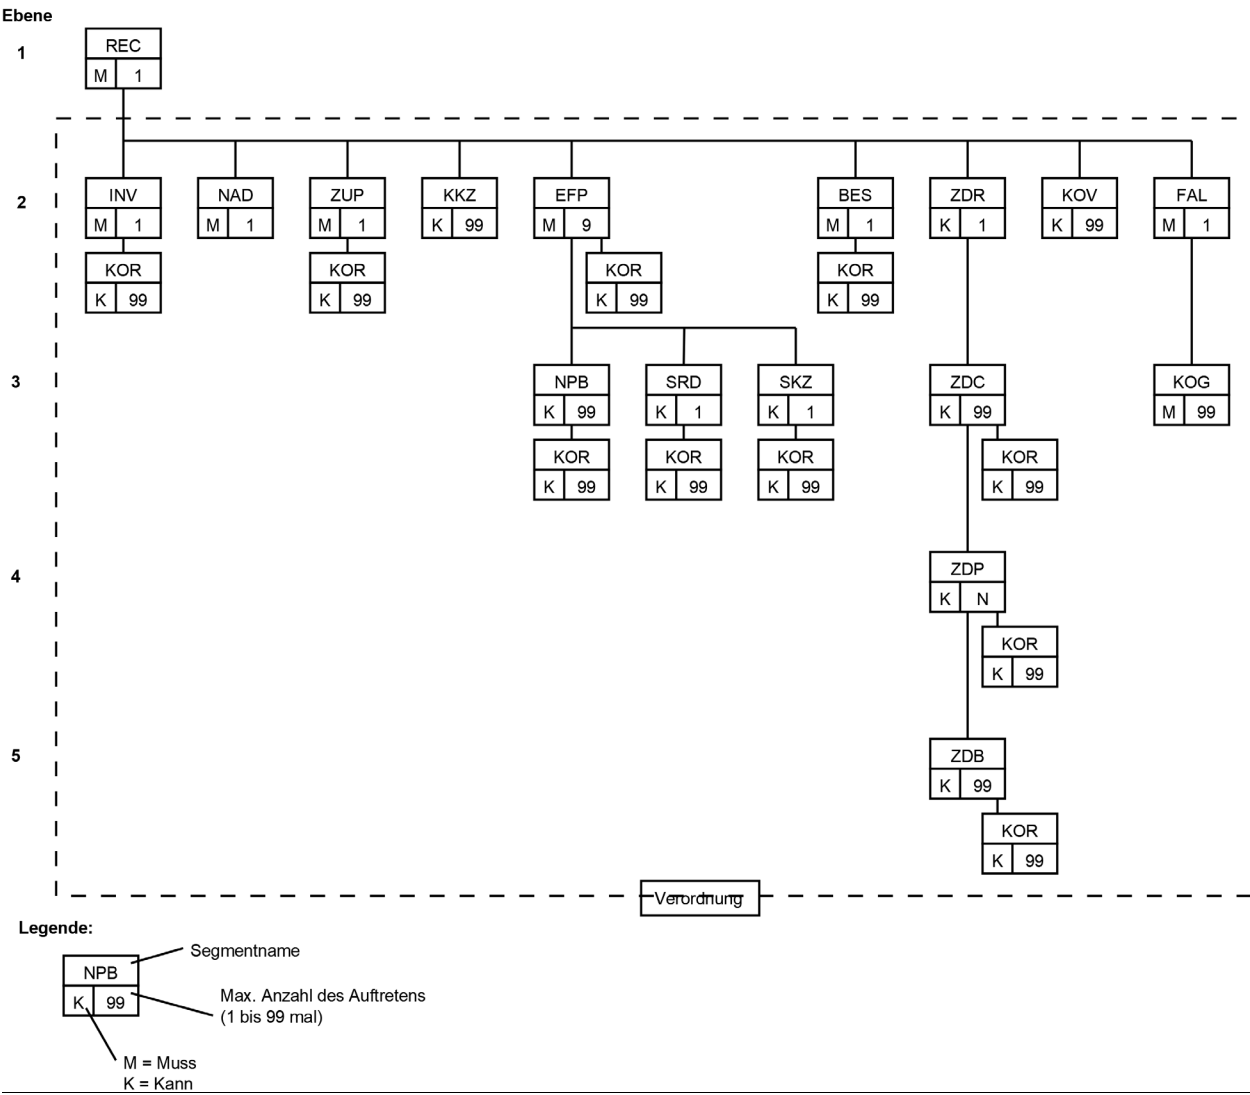 Ebene
1
REC
M 1
2
INV NAD ZUP KKZ EFP BES ZDR KOV FAL
M 1 M 1 M 1 K 99 M 9 M 1 K 1 K 99 M 1
KOR KOR KOR KOR
K 99 K 99 K 99 K 99
3
NPB SRD SKZ ZDC KOG
K 99 K 1 K 1 K 99 M 99
KOR KOR KOR KOR
K 99 K 99 K 99 K 99
4
ZDP
K N
KOR
K 99
5
ZDB
K 99
KOR
K 99
Verordnung
Legende:
Segmentname
NPB
K 99
Max. Anzahl des Auftretens
(1 bis 99 mal)
M = Muss
K = Kann